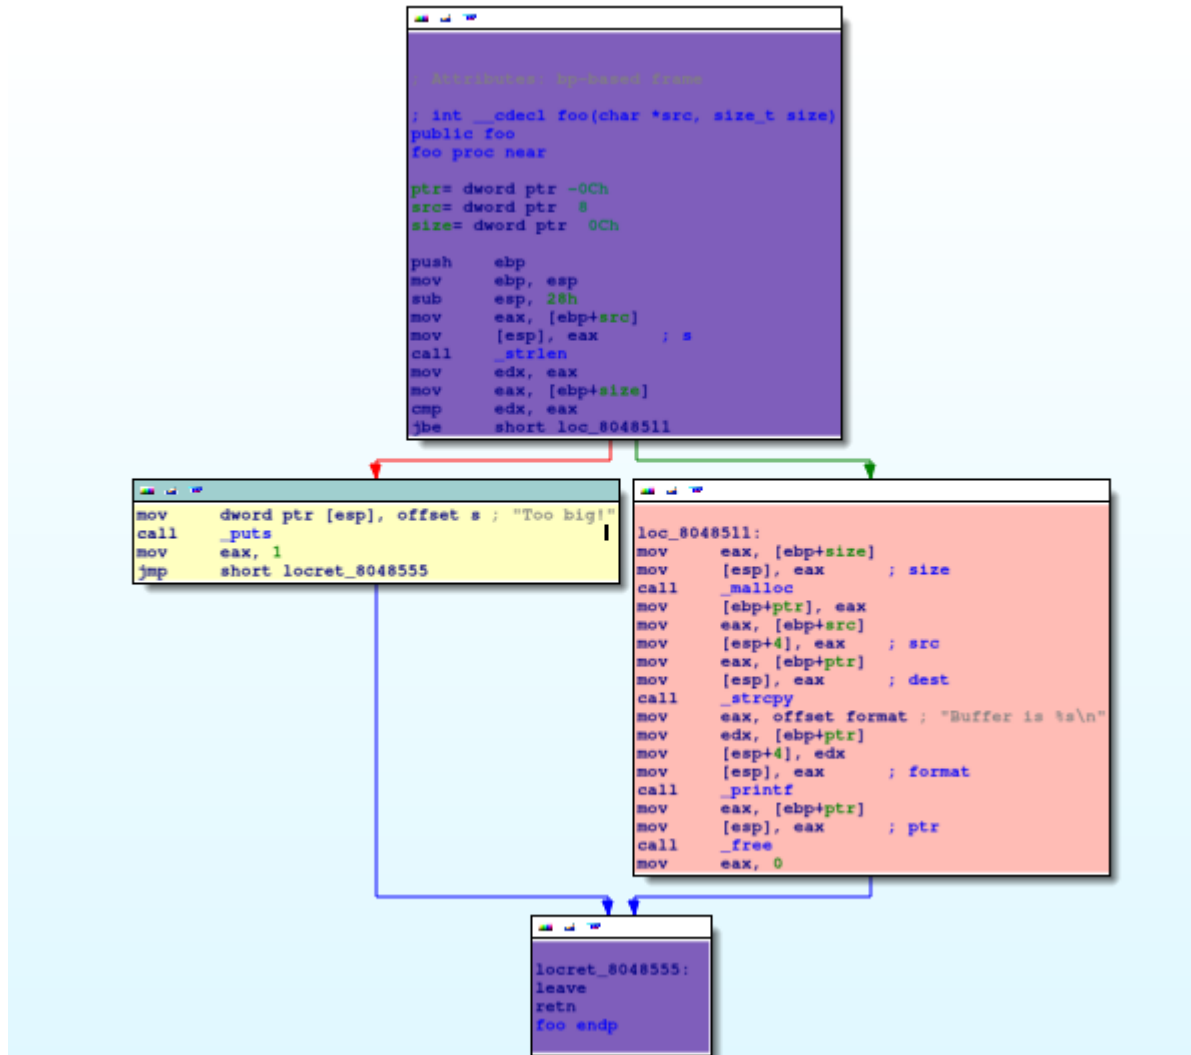 . Attributes: bp-based frame
; int __cdecl foo(char *src, size_t size)
public foo
foo proc near
ptr= dword ptr -0Ch
src= dword ptr  8
size= dword ptr  0Ch
push    ebp
mov     ebp, esp
sub     esp, 28h
mov     eax, [ebp+src]
mov     [esp], eax      ; s
call    _strlen
mov     edx, eax
mov     eax, [ebp+size]
cmp     edx, eax
jbe     short loc_8048511
mov     dword ptr [esp], offset s ; "Too big!"
call    _puts
mov     eax, 1
jmp     short locret_8048555
loc_8048511:
mov     eax, [ebp+size]
mov     [esp], eax      ; size
call    _malloc
mov     [ebp+ptr], eax
mov     eax, [ebp+src]
mov     [esp+4], eax    ; src
mov     eax, [ebp+ptr]
mov     [esp], eax      ; dest
call    _strcpy
mov     eax, offset format ; "Buffer is %s\n"
mov     edx, [ebp+ptr]
mov     [esp+4], edx
mov     [esp], eax      ; format
call    _printf
mov     eax, [ebp+ptr]
mov     [esp], eax      ; ptr
call    _free
mov     eax, 0
locret_8048555:
leave
retn
foo endp